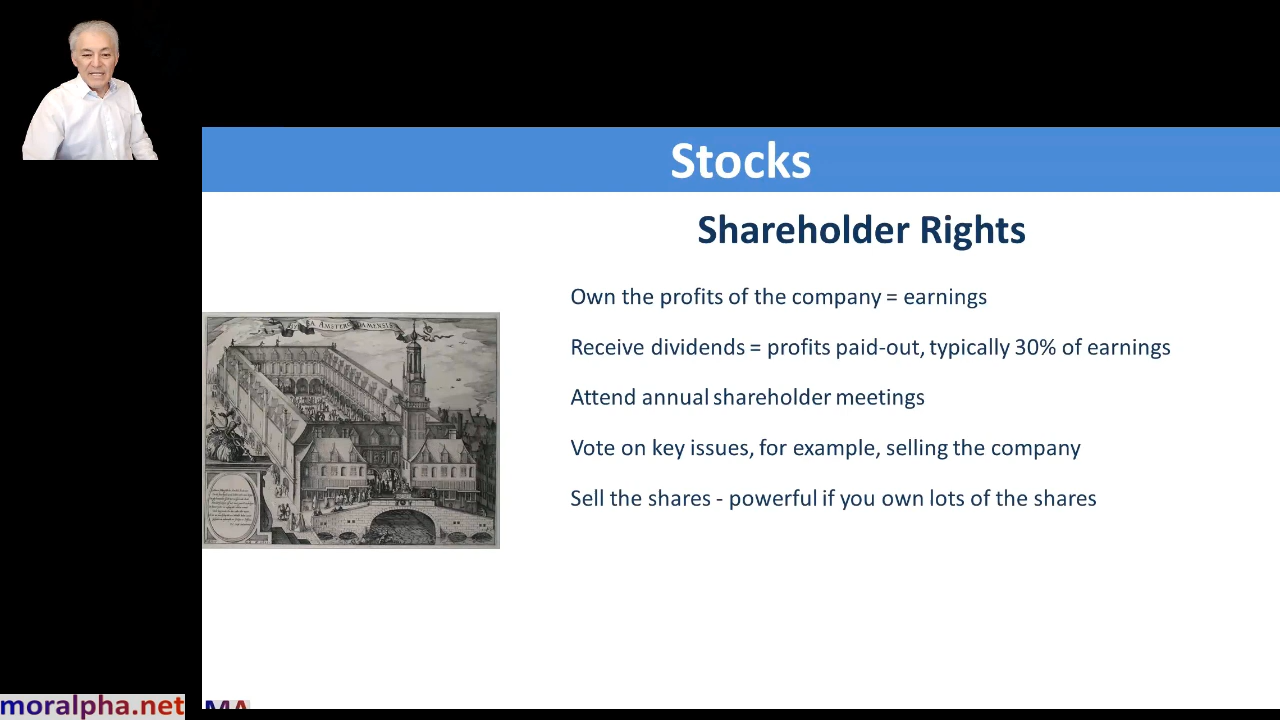 Stocks
Shareholder Rights
Own the profits of the company = earnings
Receive dividends = profits paid-out, typically 30% of earnings
Attend annual shareholder meetings
Vote on key issues, for example, selling the company
Sell the shares - powerful if you own lots of the shares
moralpha.net
MA